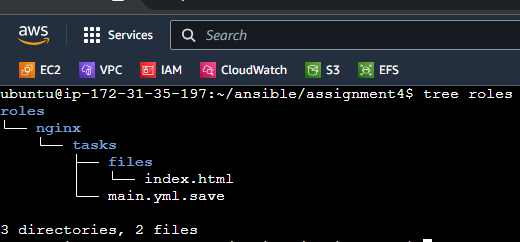 aws Services Search
EC2 VPC IAM CloudWatch S3 EFS
ubuntu@ip-172-31-35-197:~/ansible/assignment4$ tree roles
roles
└── nginx
    └── tasks
        ├── files
        │   └── index.html
        └── main.yml.save
3 directories, 2 files